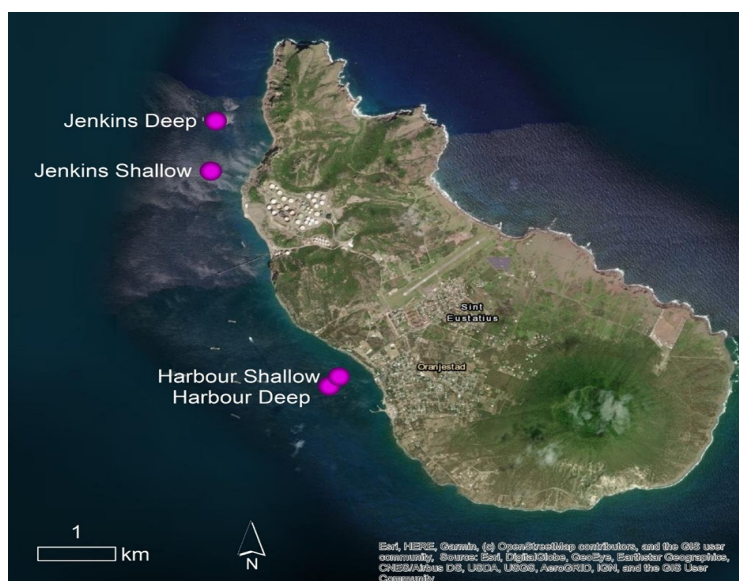 Jenkins Deep
Jenkins Shallow
Sint
Eustatius
Oranjestad
Harbour Shallow
Harbour Deep
1
km
N
Esri, HERE, Garmin, (c) OpenStreetMap contributors, and the GIS user
community, Source: Esri, DigitalGlobe, GeoEye, Earthstar Geographics,
CNES/Airbus DS, USDA, USGS, AeroGRID, IGN, and the GIS User
Community